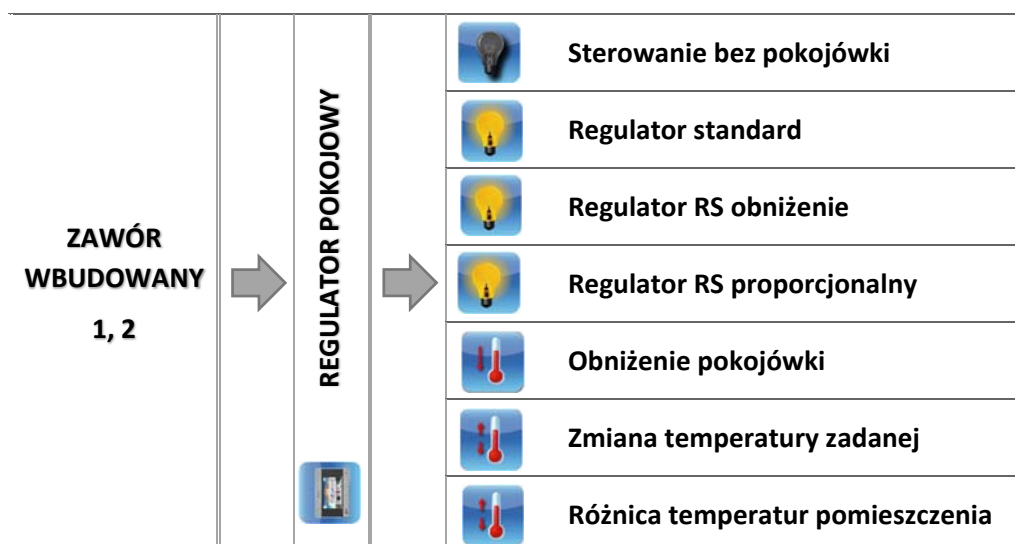 ZAWÓR
WBUDOWANY
1, 2
REGULATOR POKOJOWY
Sterowanie bez pokojówki
Regulator standard
Regulator RS obniżenie
Regulator RS proporcjonalny
Obniżenie pokojówki
Zmiana temperatury zadanej
Różnica temperatur pomieszczenia